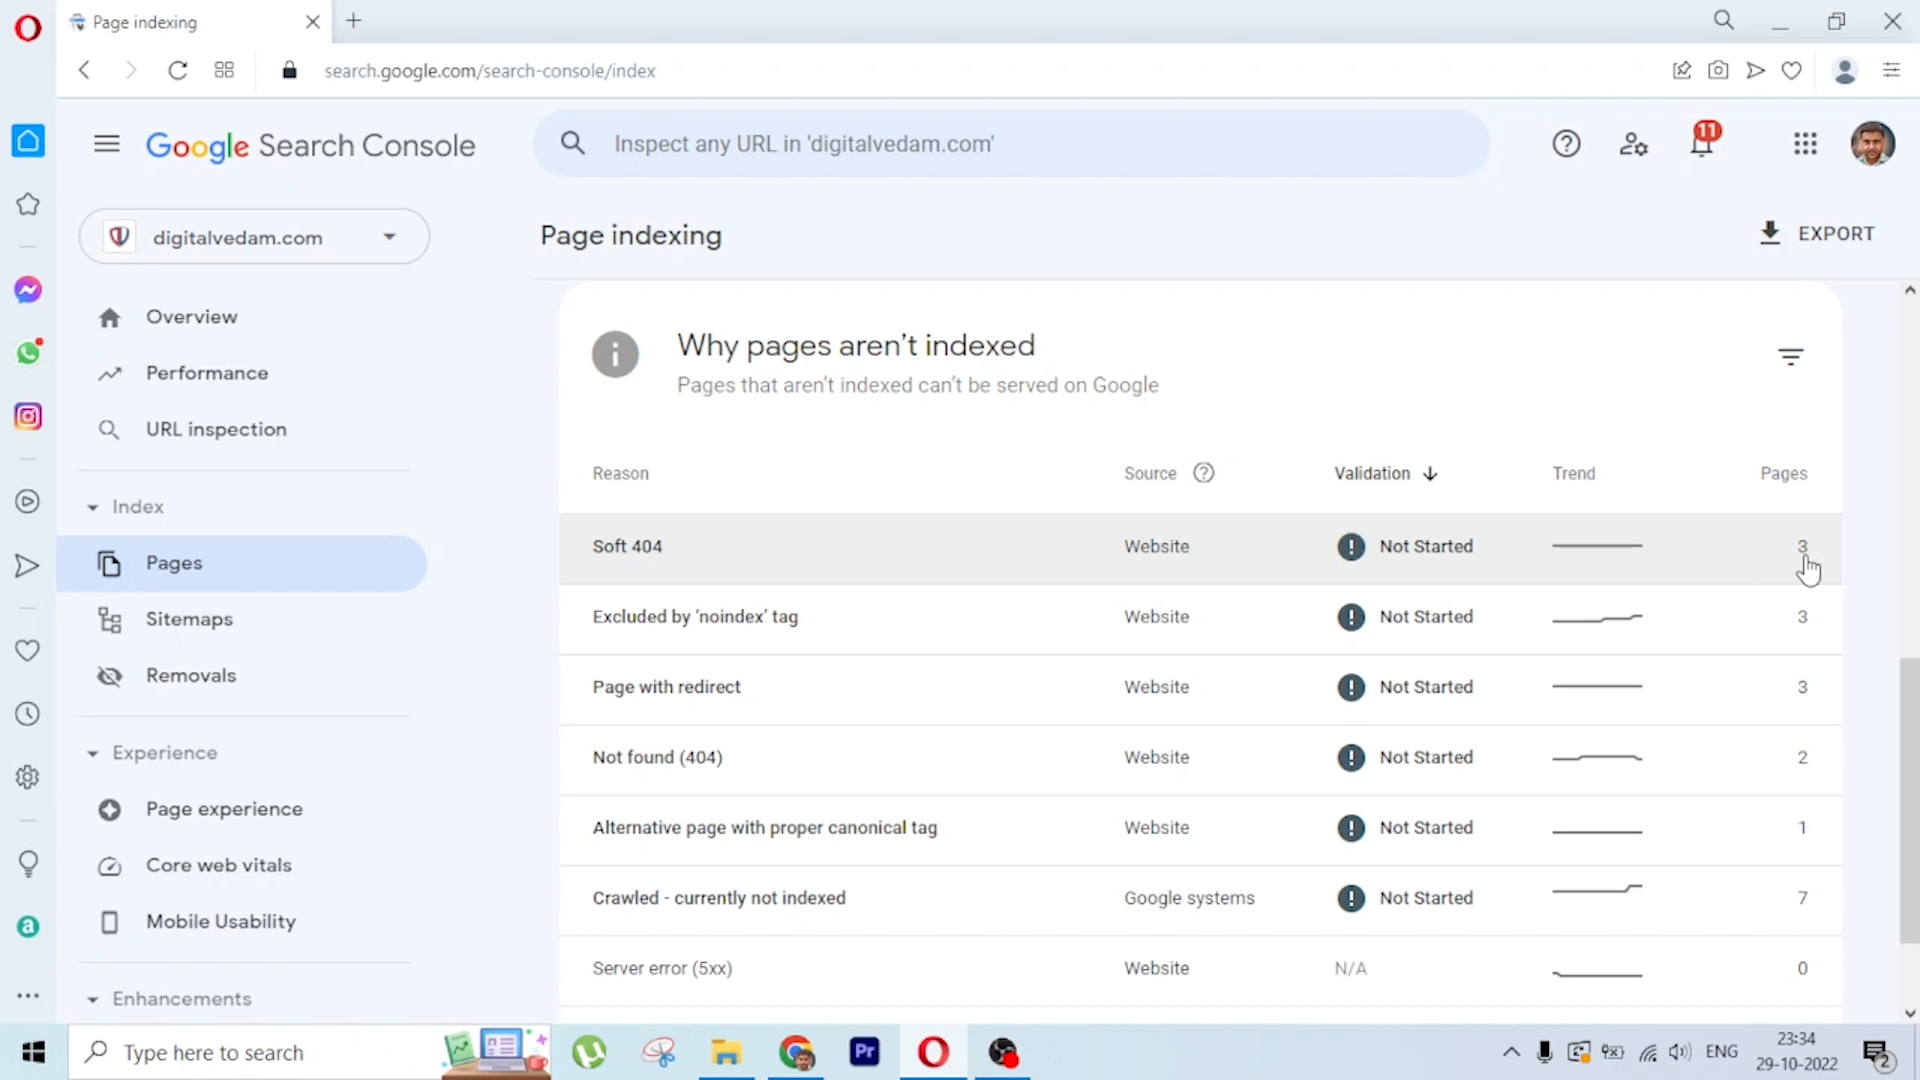 Page indexing
search.google.com/search-console/index
Google Search Console
Inspect any URL in 'digitalvedam.com'
11
digitalvedam.com
Page indexing
EXPORT
Overview
Performance
URL inspection
Index
Pages
Sitemaps
Removals
Experience
Page experience
Core web vitals
Mobile Usability
Enhancements
Why pages aren’t indexed
Pages that aren’t indexed can’t be served on Google
Reason Source Validation Trend Pages
Soft 404 Website Not Started 3
Excluded by ‘noindex’ tag Website Not Started 3
Page with redirect Website Not Started 3
Not found (404) Website Not Started 2
Alternative page with proper canonical tag Website Not Started 1
Crawled - currently not indexed Google systems Not Started 7
Server error (5xx) Website N/A 0
Type here to search
Pr
ENG
23:34
29-10-2022
2